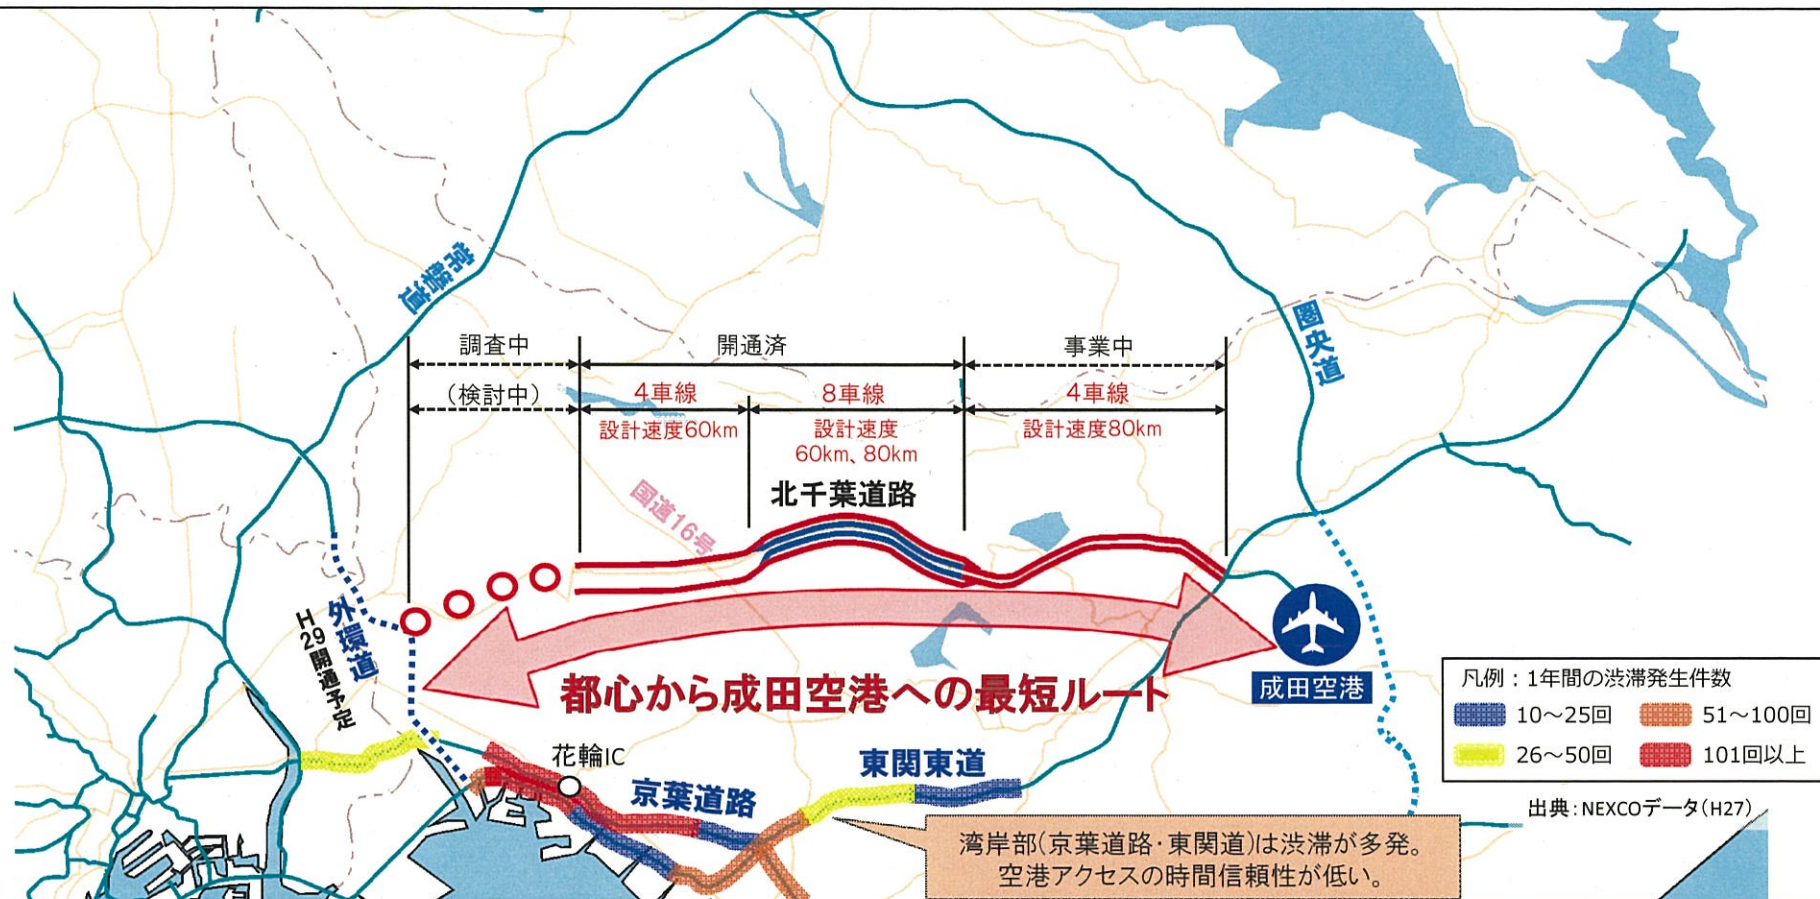 常磐道
圏央道
調査中
開通済
事業中
(検討中)
4車線
8車線
4車線
設計速度60km
設計速度
60km、80km
設計速度80km
北千葉道路
国道16号
外環道
H29開通予定
都心から成田空港への最短ルート
成田空港
花輪IC
京葉道路
東関東道
凡例:1年間の渋滞発生件数
10～25回
51～100回
26～50回
101回以上
出典:NEXCOデータ(H27)
湾岸部(京葉道路・東関道)は渋滞が多発。
空港アクセスの時間信頼性が低い。